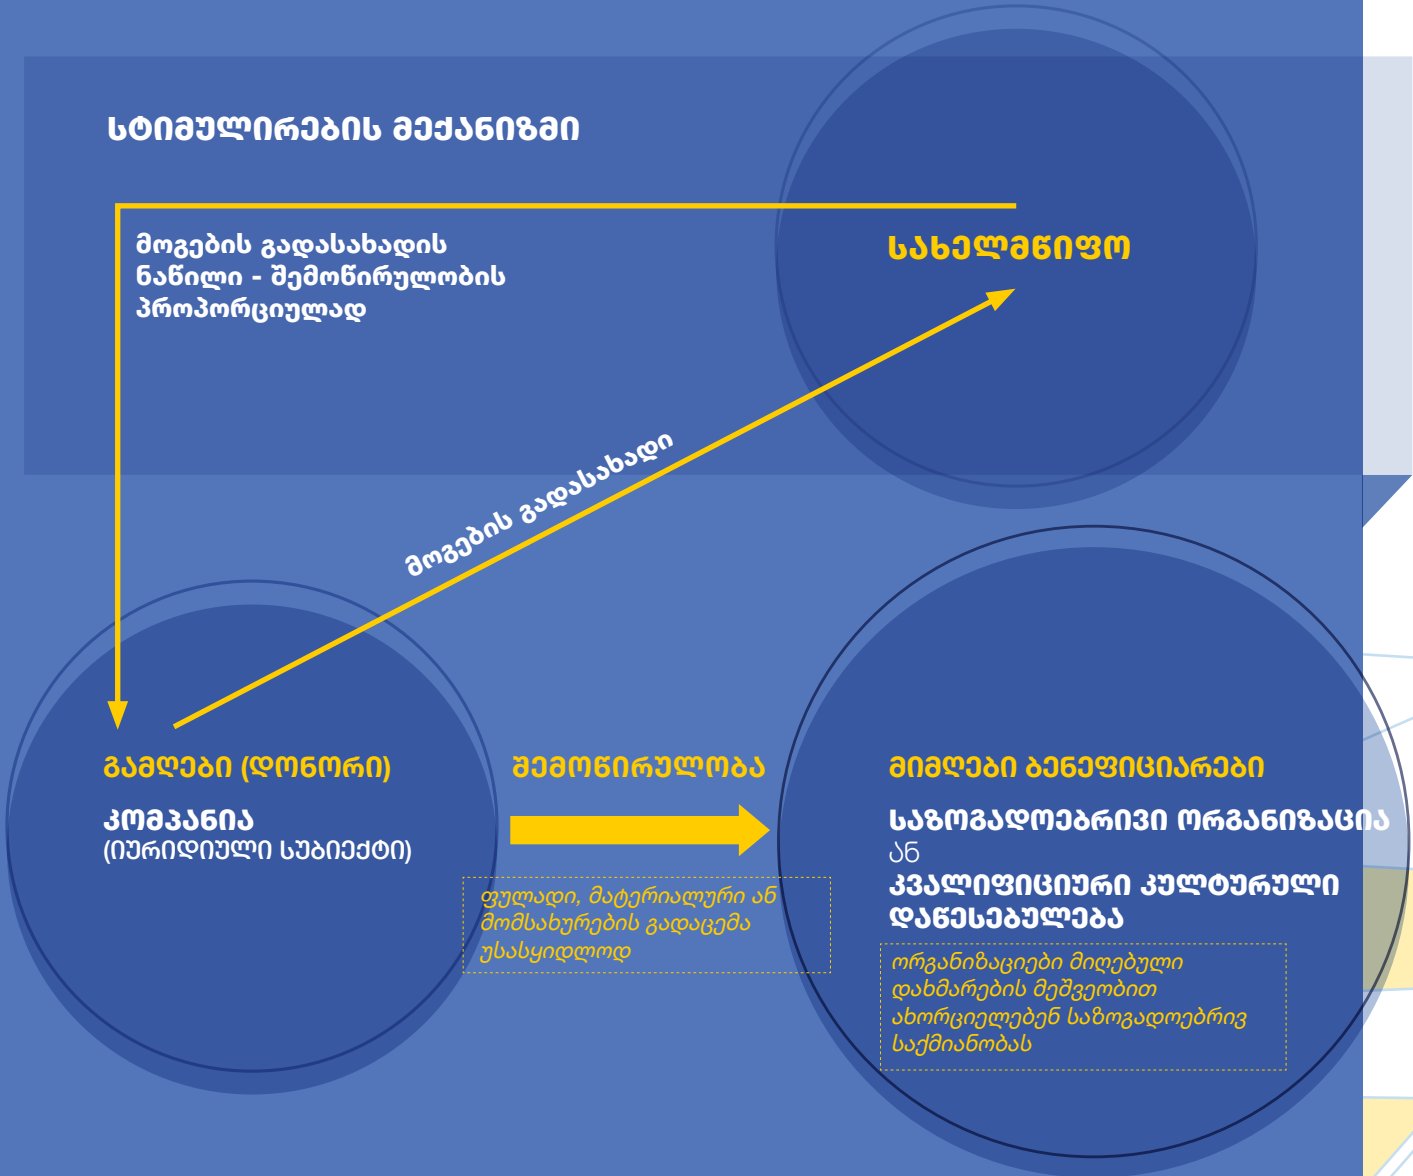 სტიმულირების მექანიზმი
მოგების გადასახადის
ნაწილი - შემოწირულობის
პროპორციულად
სახელმწიფო
მოგების გადასახადი
გამღები (დონორი)
კომპანია
(იურიდიული სუბიექტი)
შემოწირულობა
ფულადი, მატერიალური ან
მომსახურების გადაცემა
უსასყიდლოდ
მიმღები ბენეფიციარები
საზოგადოებრივი ორგანიზაცია
ან
კვალიფიციური კულტურული
დაწესებულება
ორგანიზაციები მიღებული
დახმარების მეშვეობით
ახორციელებენ საზოგადოებრივ
საქმიანობას